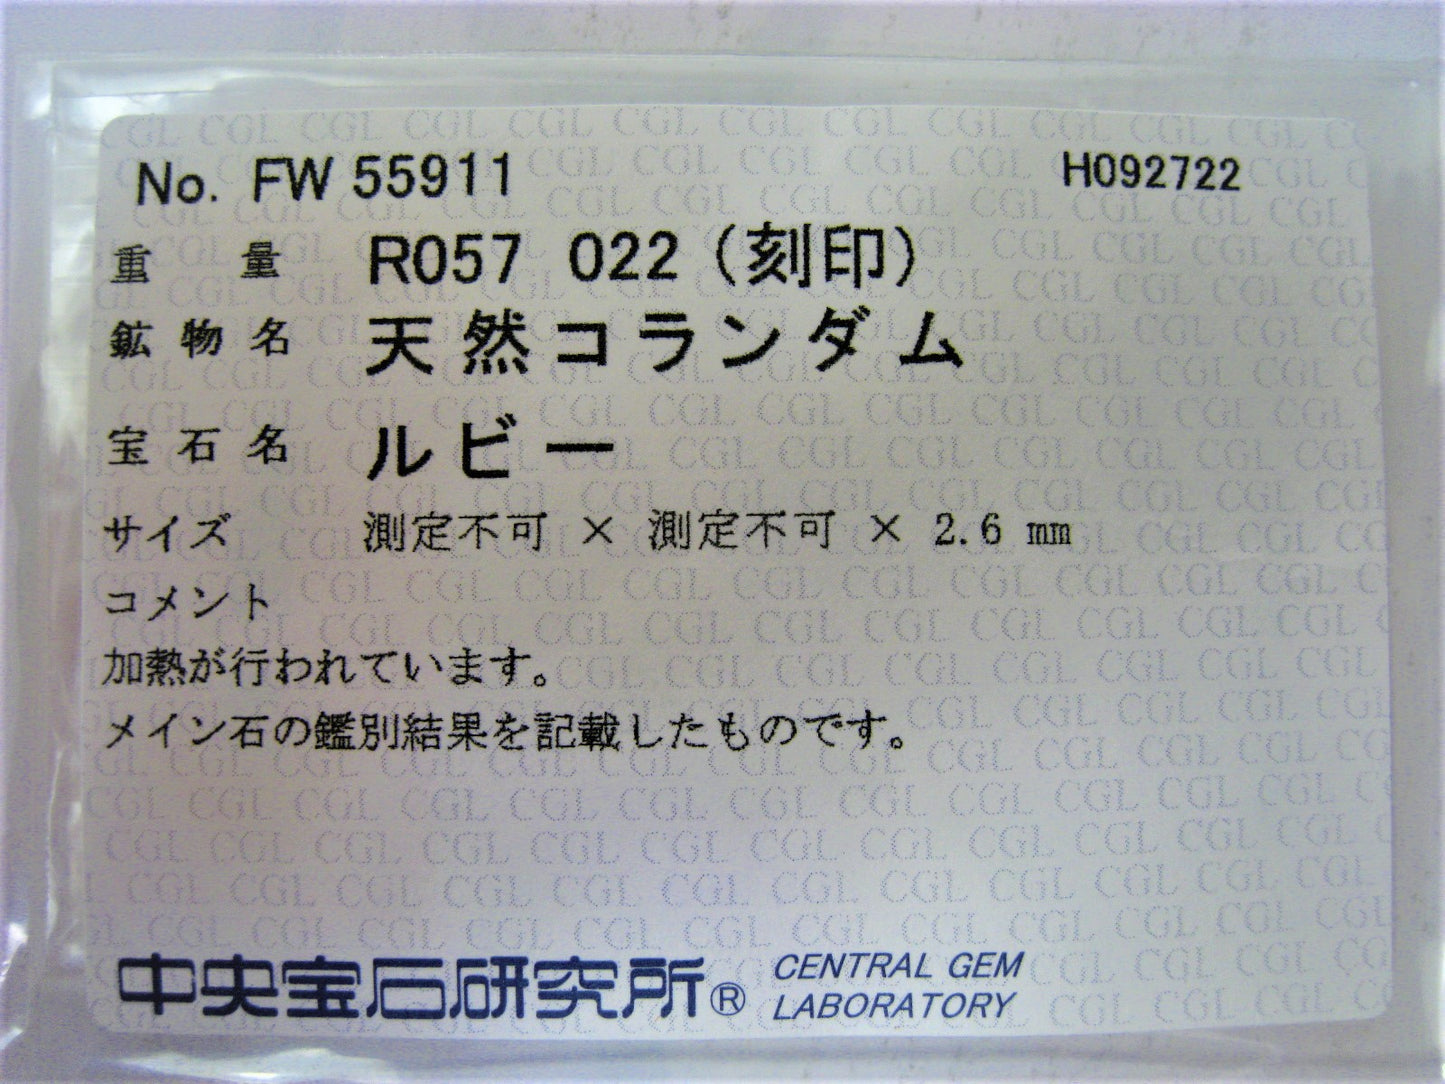 No. FW 55911 H092722
重 量 R057 022 (刻印)
鉱 物 名 天然コランダム
宝 石 名 ルビー
サイズ 測定不可 × 測定不可 × 2.6 mm
コメント
加熱が行われています。
メイン石の鑑別結果を記載したものです。
中央宝石研究所® CENTRAL GEM
LABORATORY